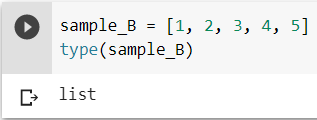 sample_B = [1, 2, 3, 4, 5]
type(sample_B)
list